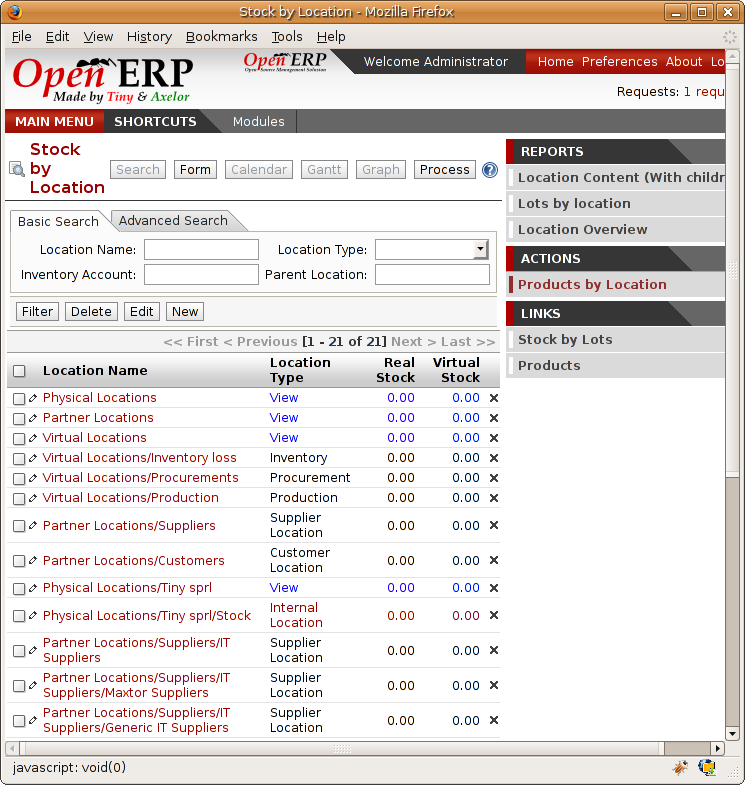 Stock by Location - Mozilla Firefox
File Edit View History Bookmarks Tools Help
Open ERP
Made by Tiny & Axelor
Open ERP
Open Source Management Solution
Welcome Administrator
Home Preferences About Lo
Requests: 1 requ
MAIN MENU SHORTCUTS Modules
Stock
by
Location
Search Form Calendar Gantt Graph Process ?
Basic Search Advanced Search
Location Name: Location Type:
Inventory Account: Parent Location:
Filter Delete Edit New
<< First < Previous [1 - 21 of 21] Next > Last >>
Location Name Location Type Real Stock Virtual Stock
Physical Locations View 0.00 0.00
Partner Locations View 0.00 0.00
Virtual Locations View 0.00 0.00
Virtual Locations/Inventory loss Inventory 0.00 0.00
Virtual Locations/Procurements Procurement 0.00 0.00
Virtual Locations/Production Production 0.00 0.00
Partner Locations/Suppliers Supplier Location 0.00 0.00
Partner Locations/Customers Customer Location 0.00 0.00
Physical Locations/Tiny sprl View 0.00 0.00
Physical Locations/Tiny sprl/Stock Internal Location 0.00 0.00
Partner Locations/Suppliers/IT Suppliers Supplier Location 0.00 0.00
Partner Locations/Suppliers/IT Suppliers/Maxtor Suppliers Supplier Location 0.00 0.00
Partner Locations/Suppliers/IT Suppliers/Generic IT Suppliers Supplier Location 0.00 0.00
REPORTS
Location Content (With childr
Lots by location
Location Overview
ACTIONS
Products by Location
LINKS
Stock by Lots
Products
javascript: void(0)